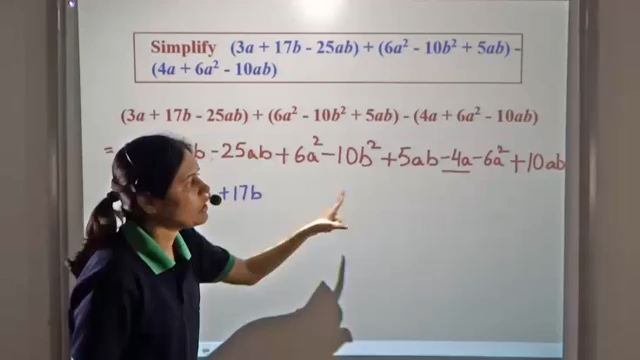 Simplify (3a + 17b - 25ab) + (6a² - 10b² + 5ab) -
(4a + 6a² - 10ab)
(3a + 17b - 25ab) + (6a² - 10b² + 5ab) - (4a + 6a² - 10ab)
= b - 25ab + 6a² - 10b² + 5ab - 4a - 6a² + 10ab
+17b